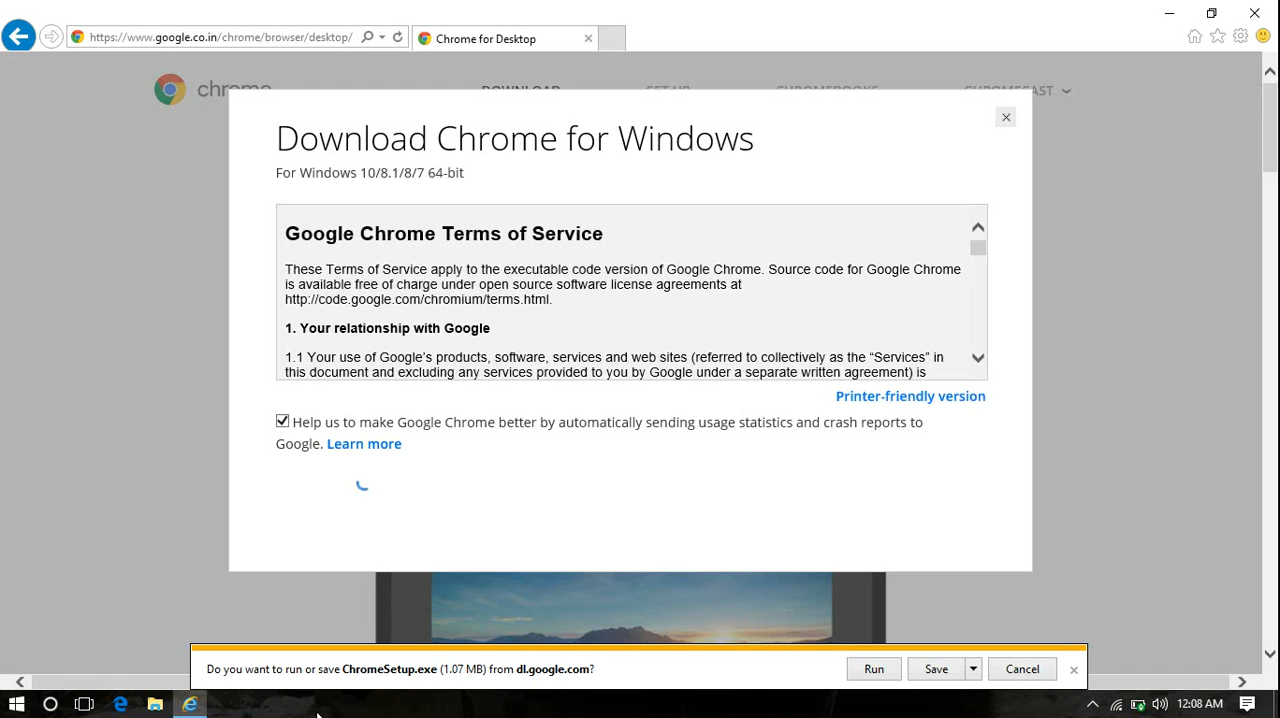 https://www.google.co.in/chrome/browser/desktop/
Chrome for Desktop
chrome
DOWNLOAD
SET UP
CHROMEBOOKS
CHROMECAST
Download Chrome for Windows
For Windows 10/8.1/8/7 64-bit
Google Chrome Terms of Service
These Terms of Service apply to the executable code version of Google Chrome. Source code for Google Chrome
is available free of charge under open source software license agreements at
http://code.google.com/chromium/terms.html.
1. Your relationship with Google
1.1 Your use of Google’s products, software, services and web sites (referred to collectively as the “Services” in
this document and excluding any services provided to you by Google under a separate written agreement) is
Printer-friendly version
Help us to make Google Chrome better by automatically sending usage statistics and crash reports to
Google. Learn more
Do you want to run or save ChromeSetup.exe (1.07 MB) from dl.google.com?
Run
Save
Cancel
12:08 AM